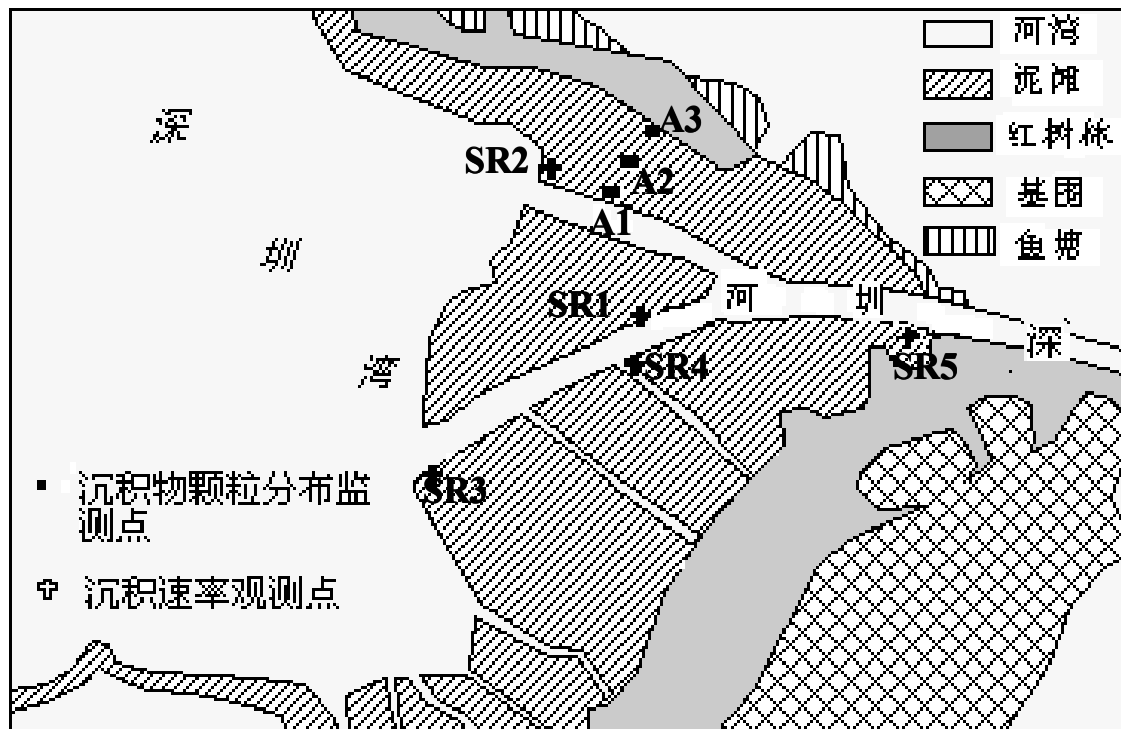 河湾
泥滩
红树林
基围
鱼塘
深
圳
湾
A3
SR2
A2
A1
SR1
河 圳 深
SR4
SR5
SR3
沉积物颗粒分布监
测点
沉积速率观测点